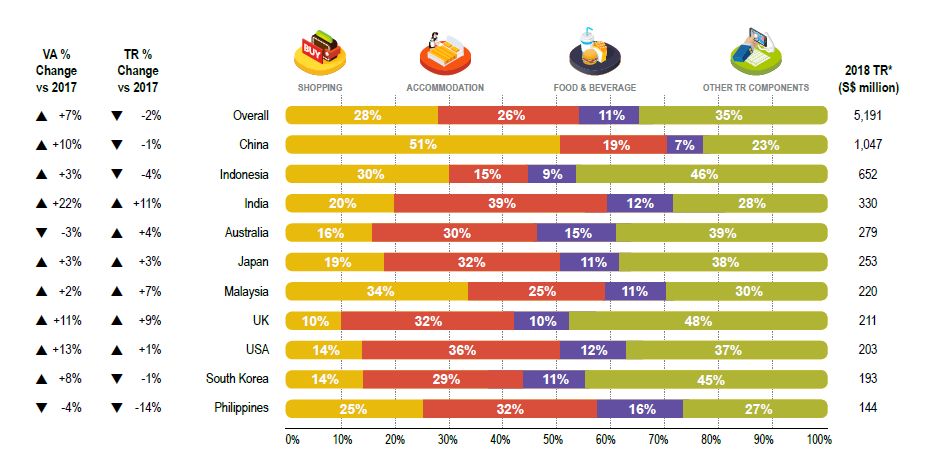 VA %
Change
vs 2017
TR %
Change
vs 2017
BUY
SHOPPING
ACCOMMODATION
FOOD & BEVERAGE
OTHER TR COMPONENTS
2018 TR*
(S$ million)
▲ +7% ▼ -2% Overall 28% 26% 11% 35% 5,191
▲ +10% ▼ -1% China 51% 19% 7% 23% 1,047
▲ +3% ▼ -4% Indonesia 30% 15% 9% 46% 652
▲ +22% ▲ +11% India 20% 39% 12% 28% 330
▼ -3% ▲ +4% Australia 16% 30% 15% 39% 279
▲ +3% ▲ +3% Japan 19% 32% 11% 38% 253
▲ +2% ▲ +7% Malaysia 34% 25% 11% 30% 220
▲ +11% ▲ +9% UK 10% 32% 10% 48% 211
▲ +13% ▲ +1% USA 14% 36% 12% 37% 203
▲ +8% ▼ -1% South Korea 14% 29% 11% 45% 193
▼ -4% ▼ -14% Philippines 25% 32% 16% 27% 144
0% 10% 20% 30% 40% 50% 60% 70% 80% 90% 100%